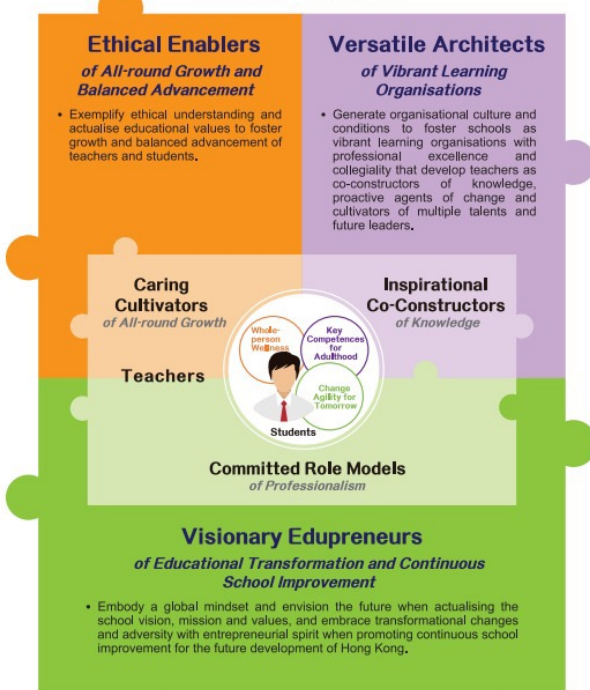 Ethical Enablers
of All-round Growth and
Balanced Advancement
• Exemplify ethical understanding and
actualise educational values to foster
growth and balanced advancement of
teachers and students.
Versatile Architects
of Vibrant Learning
Organisations
• Generate organisational culture and
conditions to foster schools as
vibrant learning organisations with
professional excellence and
collegiality that develop teachers as
co-constructors of knowledge,
proactive agents of change and
cultivators of multiple talents and
future leaders.
Caring
Cultivators
of All-round Growth
Inspirational
Co-Constructors
of Knowledge
Teachers
Whole-
person
Wellness
Key
Competences
for
Adulthood
Change
Agility for
Tomorrow
Students
Committed Role Models
of Professionalism
Visionary Edupreneurs
of Educational Transformation and Continuous
School Improvement
• Embody a global mindset and envision the future when actualising the
school vision, mission and values, and embrace transformational changes
and adversity with entrepreneurial spirit when promoting continuous school
improvement for the future development of Hong Kong.